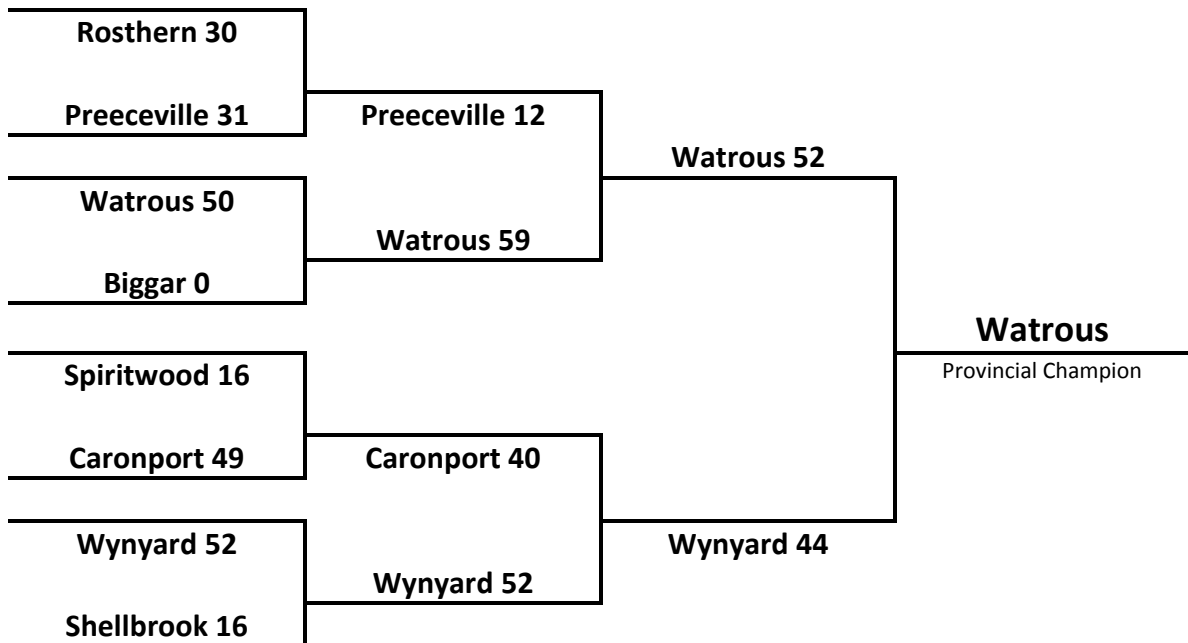 Rosthern 30
Preeceville 31
Preeceville 12
Watrous 52
Watrous 50
Watrous 59
Biggar 0
Watrous
Provincial Champion
Spiritwood 16
Caronport 49
Caronport 40
Wynyard 52
Wynyard 44
Wynyard 52
Shellbrook 16